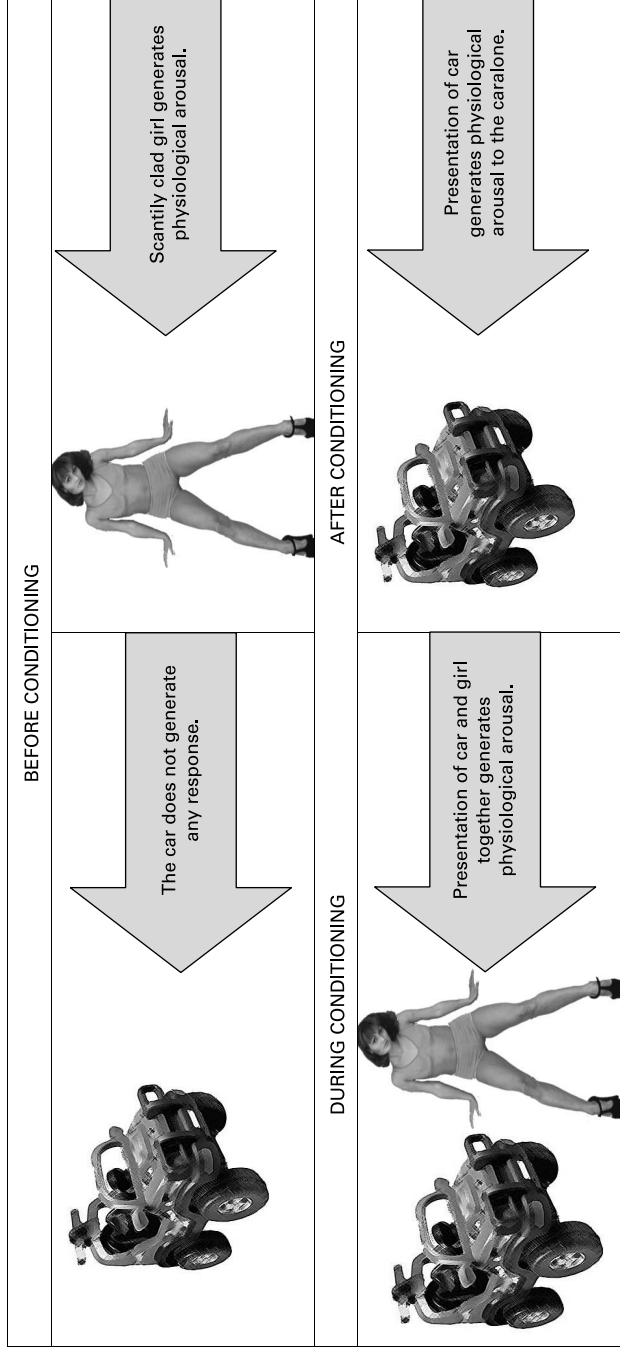 BEFORE CONDITIONING
The car does not generate
any response.
Scantily clad girl generates
physiological arousal.
DURING CONDITIONING
AFTER CONDITIONING
Presentation of car and girl
together generates
physiological arousal.
Presentation of car
generates physiological
arousal to the caralone.